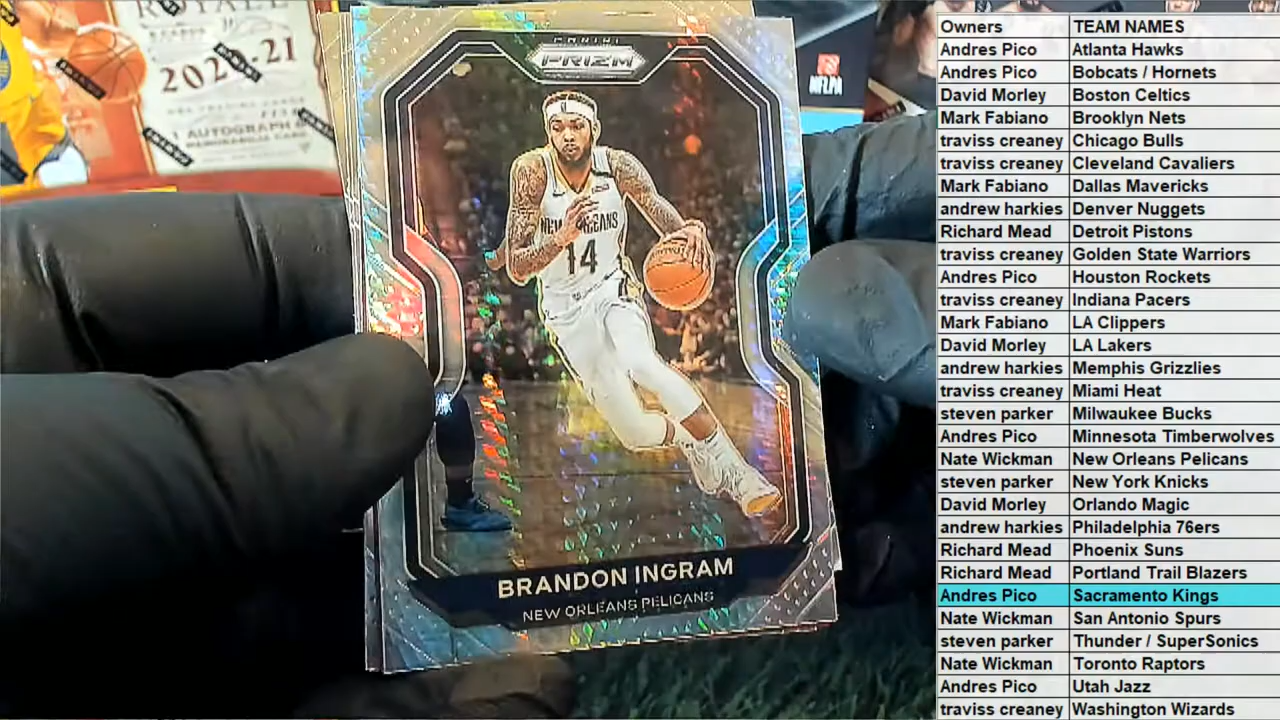 ROYALE
2020-21
1 AUTOGRAPH
MEMORABILIA CARD
NFLPA
PANINI
PRIZM
NEW ORLEANS
14
BRANDON INGRAM
NEW ORLEANS PELICANS
Owners TEAM NAMES
Andres Pico Atlanta Hawks
Andres Pico Bobcats / Hornets
David Morley Boston Celtics
Mark Fabiano Brooklyn Nets
traviss creaney Chicago Bulls
traviss creaney Cleveland Cavaliers
Mark Fabiano Dallas Mavericks
andrew harkies Denver Nuggets
Richard Mead Detroit Pistons
traviss creaney Golden State Warriors
Andres Pico Houston Rockets
traviss creaney Indiana Pacers
Mark Fabiano LA Clippers
David Morley LA Lakers
andrew harkies Memphis Grizzlies
traviss creaney Miami Heat
steven parker Milwaukee Bucks
Andres Pico Minnesota Timberwolves
Nate Wickman New Orleans Pelicans
steven parker New York Knicks
David Morley Orlando Magic
andrew harkies Philadelphia 76ers
Richard Mead Phoenix Suns
Richard Mead Portland Trail Blazers
Andres Pico Sacramento Kings
Nate Wickman San Antonio Spurs
steven parker Thunder / SuperSonics
Nate Wickman Toronto Raptors
Andres Pico Utah Jazz
traviss creaney Washington Wizards